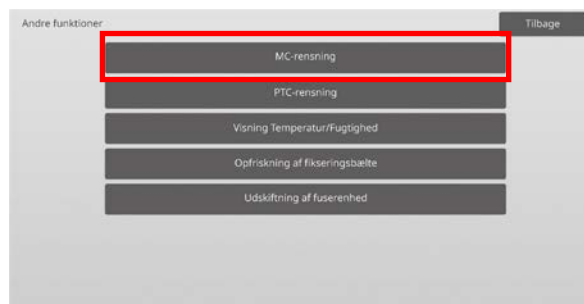 Andre funktioner
Tilbage
MC-rensning
PTC-rensning
Visning Temperatur/Fugtighed
Opfriskning af fikseringsbælte
Udskiftning af fuserenhed